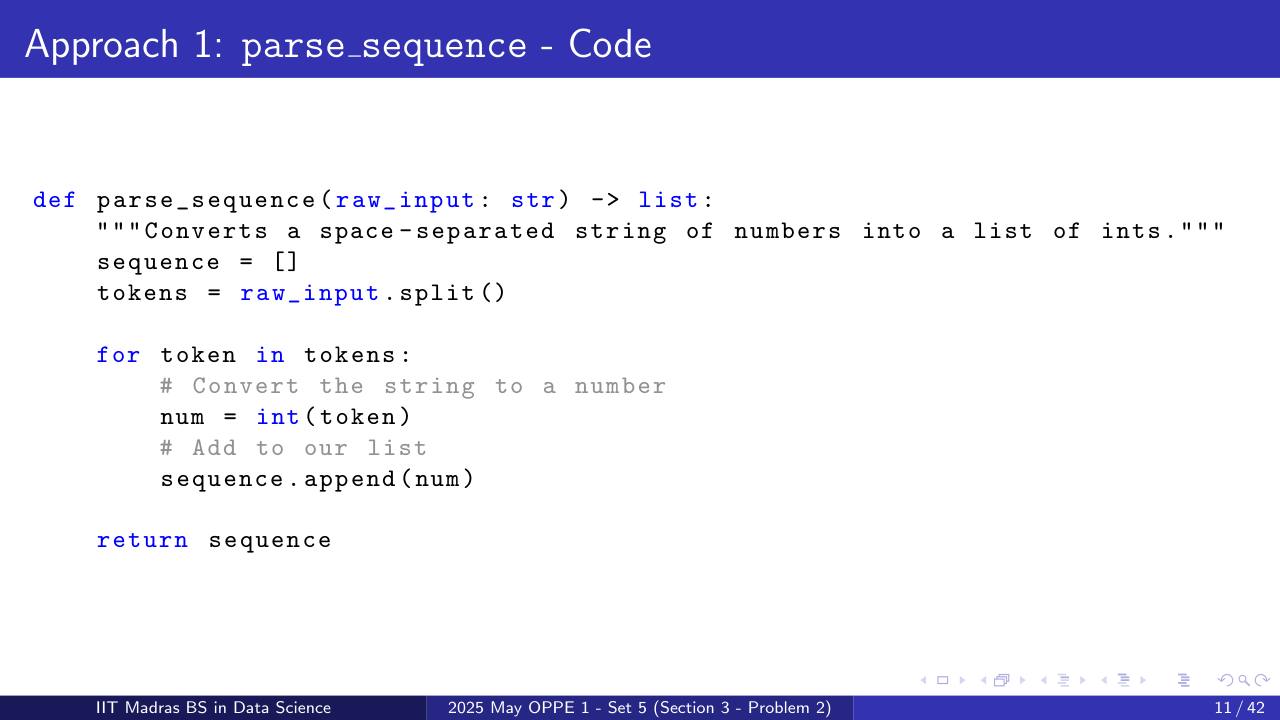 Approach 1: parse_sequence - Code
def parse_sequence(raw_input: str) -> list:
    """Converts a space-separated string of numbers into a list of ints."""
    sequence = []
    tokens = raw_input.split()

    for token in tokens:
        # Convert the string to a number
        num = int(token)
        # Add to our list
        sequence.append(num)

    return sequence
IIT Madras BS in Data Science
2025 May OPPE 1 - Set 5 (Section 3 - Problem 2)
11 / 42